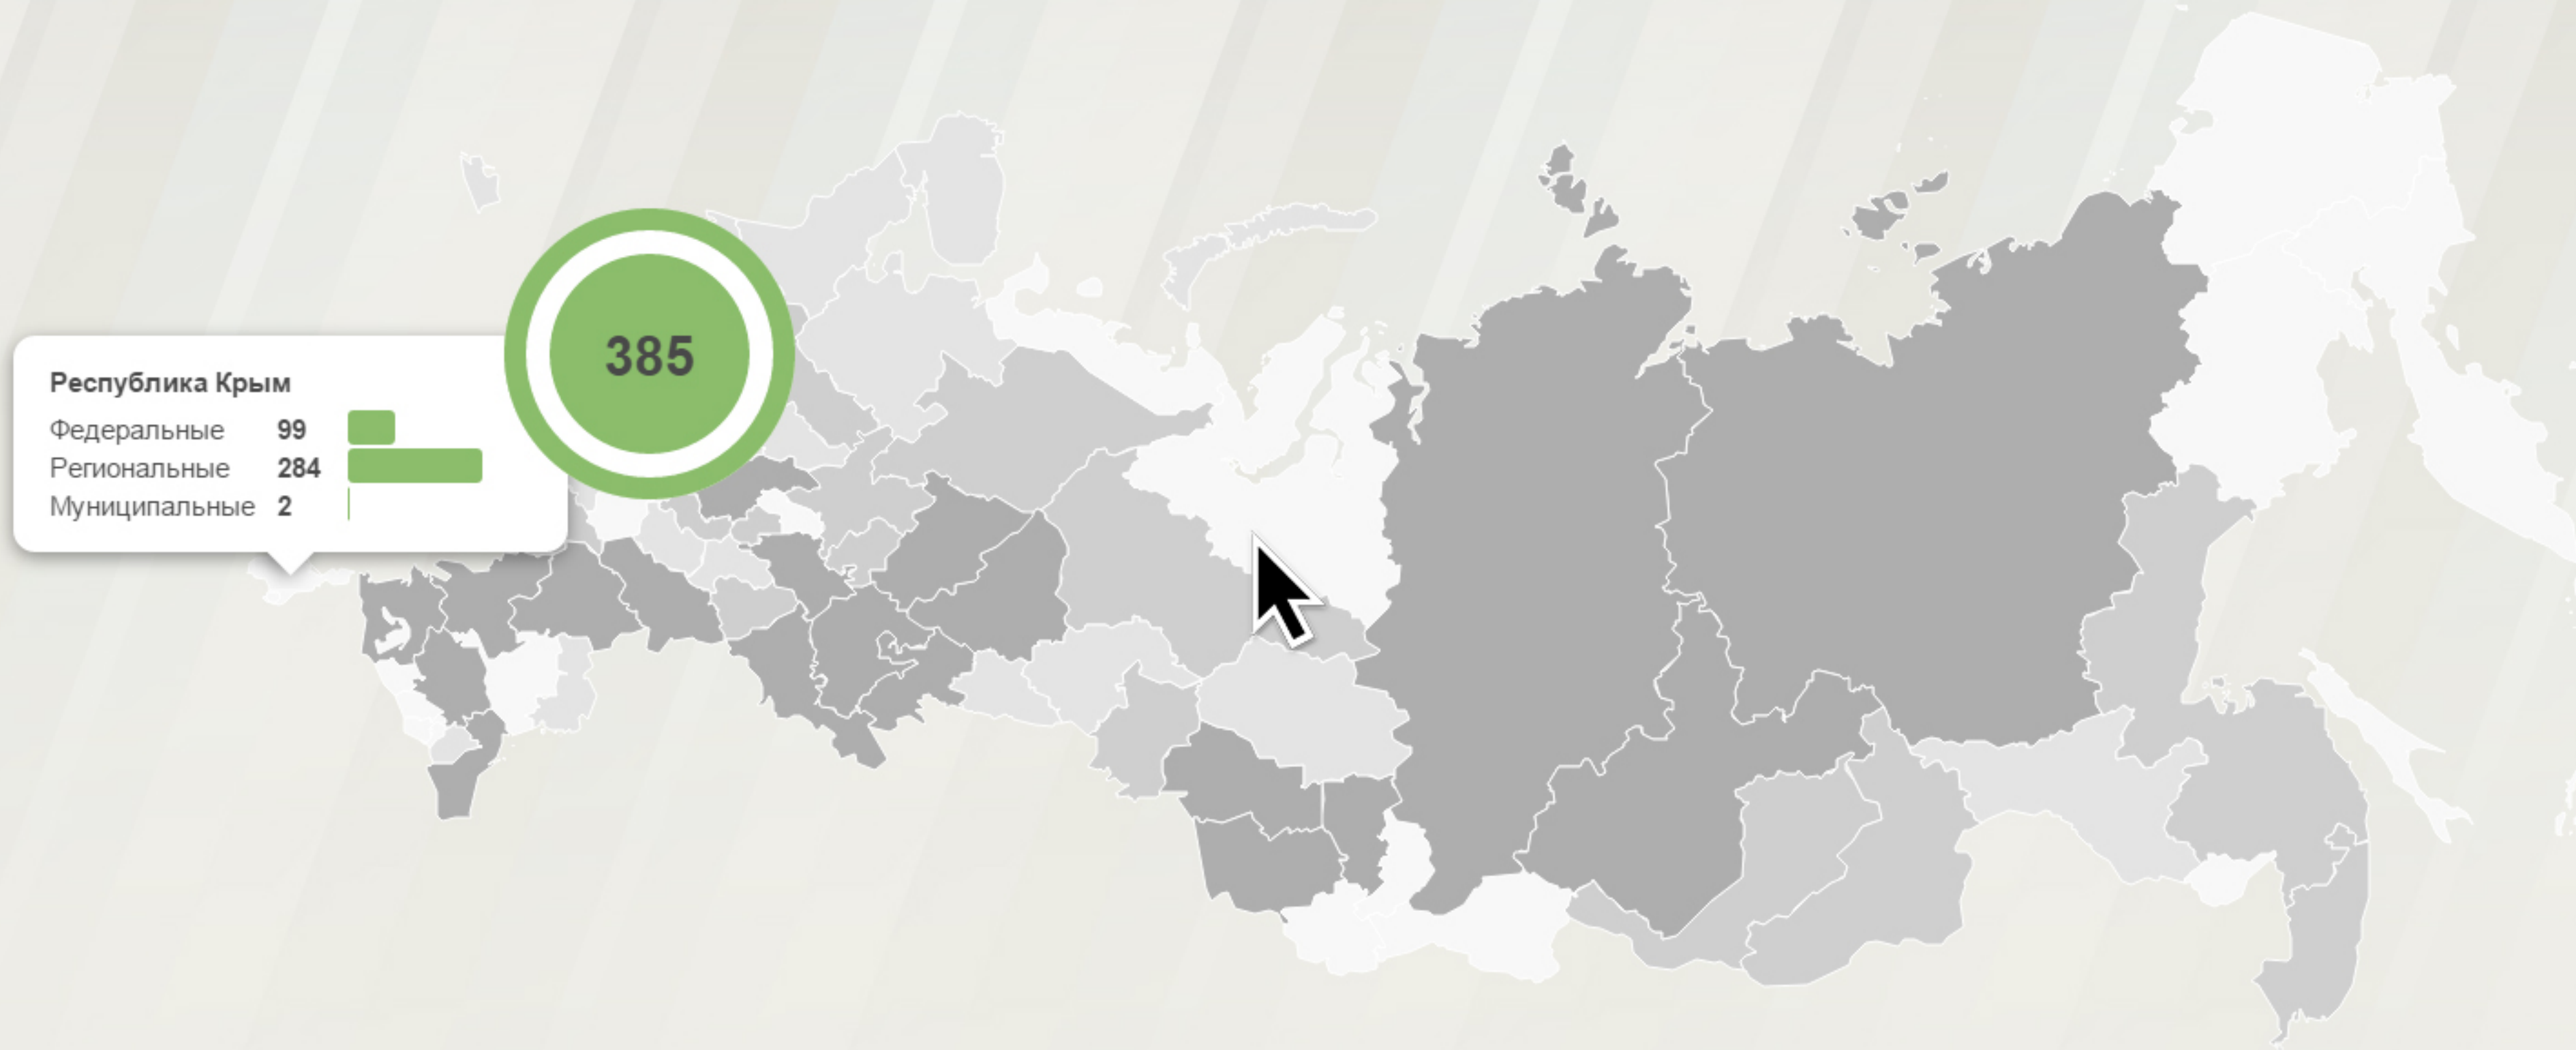 385
Республика Крым
Федеральные 99
Региональные 284
Муниципальные 2